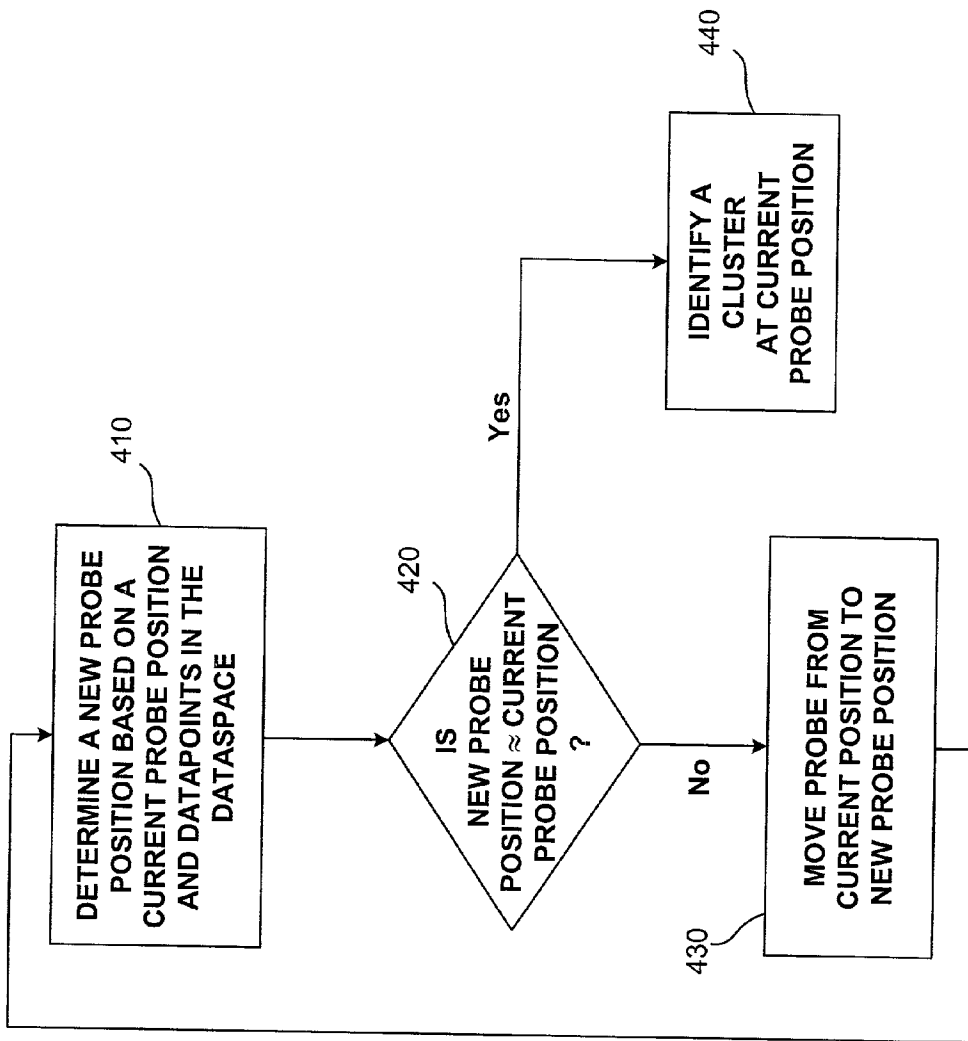 410
DETERMINE A NEW PROBE
POSITION BASED ON A
CURRENT PROBE POSITION
AND DATAPOINTS IN THE
DATASPACE
420
IS
NEW PROBE
POSITION ≈ CURRENT
PROBE POSITION
?
Yes
No
440
IDENTIFY A
CLUSTER
AT CURRENT
PROBE POSITION
430
MOVE PROBE FROM
CURRENT POSITION TO
NEW PROBE POSITION